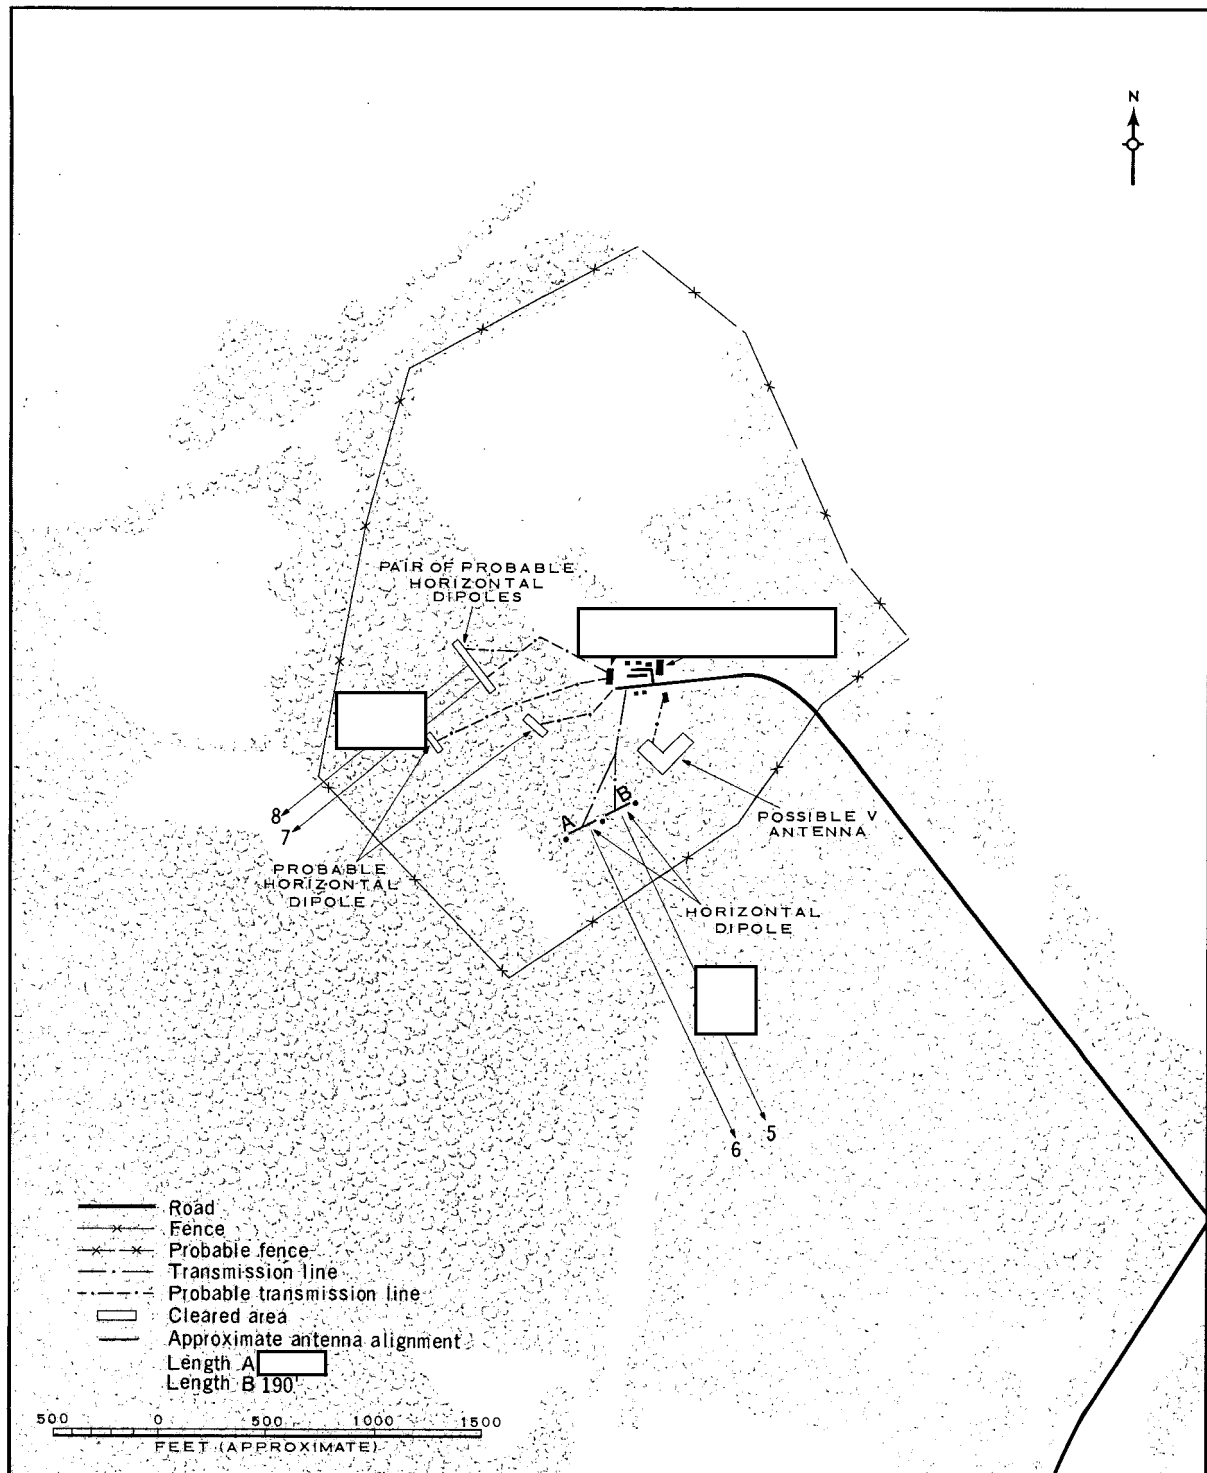 N
PAIR OF PROBABLE
HORIZONTAL
DIPOLES
8
7
PROBABLE
HORIZONTAL
DIPOLE
A
B
POSSIBLE V
ANTENNA
HORIZONTAL
DIPOLE
5
6
Road
Fence
Probable fence
Transmission line
Probable transmission line
Cleared area
Approximate antenna alignment
Length A
Length B 190'
500 0 500 1000 1500
FEET (APPROXIMATE)